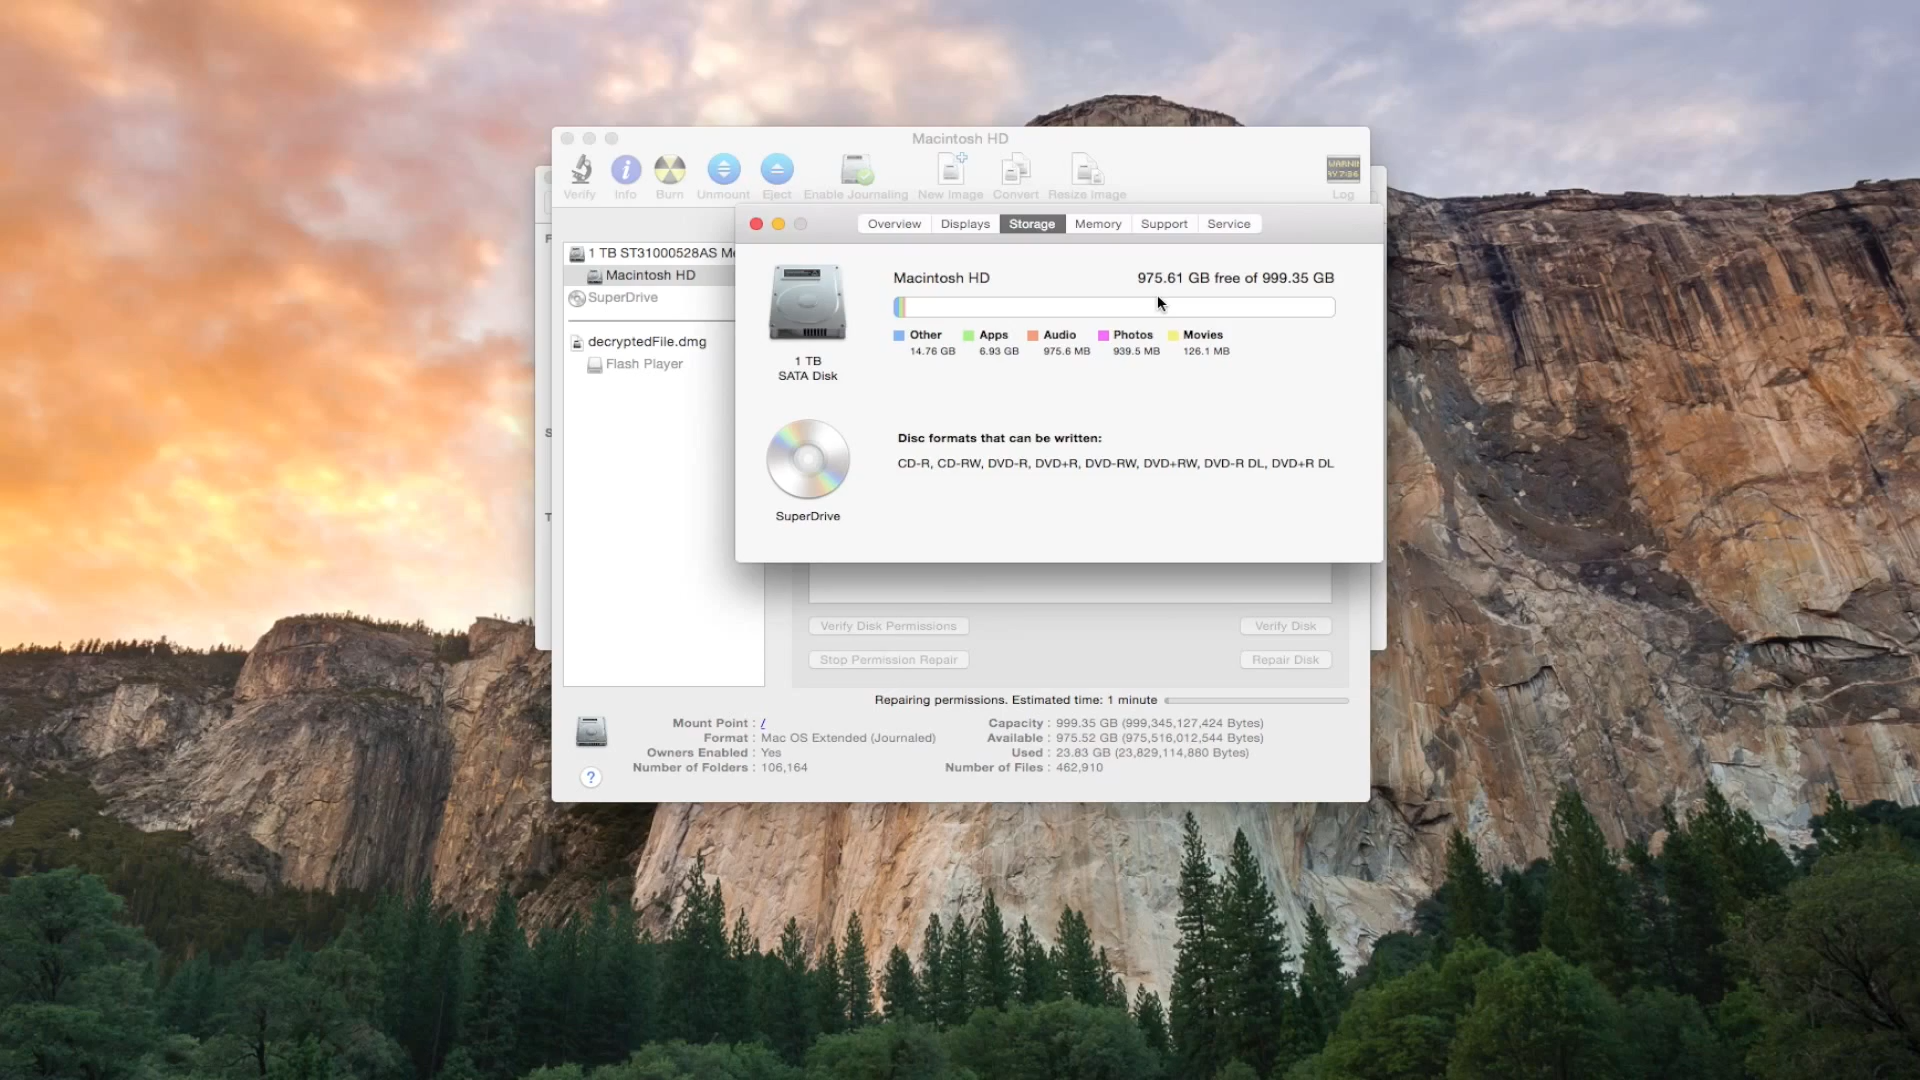 Macintosh HD
Verify Info Burn Unmount Eject Enable Journaling New Image Convert Resize Image Log
WARNIN
Overview Displays Storage Memory Support Service
F
1 TB ST31000528AS Me
Macintosh HD
SuperDrive
decryptedFile.dmg
Flash Player
S
T
Macintosh HD 975.61 GB free of 999.35 GB
Other Apps Audio Photos Movies
14.76 GB 6.93 GB 975.6 MB 939.5 MB 126.1 MB
1 TB
SATA Disk
Disc formats that can be written:
CD-R, CD-RW, DVD-R, DVD+R, DVD-RW, DVD+RW, DVD-R DL, DVD+R DL
SuperDrive
Verify Disk Permissions Verify Disk
Stop Permission Repair Repair Disk
Repairing permissions. Estimated time: 1 minute
Mount Point : / Capacity : 999.35 GB (999,345,127,424 Bytes)
Format : Mac OS Extended (Journaled) Available : 975.52 GB (975,516,012,544 Bytes)
Owners Enabled : Yes Used : 23.83 GB (23,829,114,880 Bytes)
Number of Folders : 106,164 Number of Files : 462,910
?